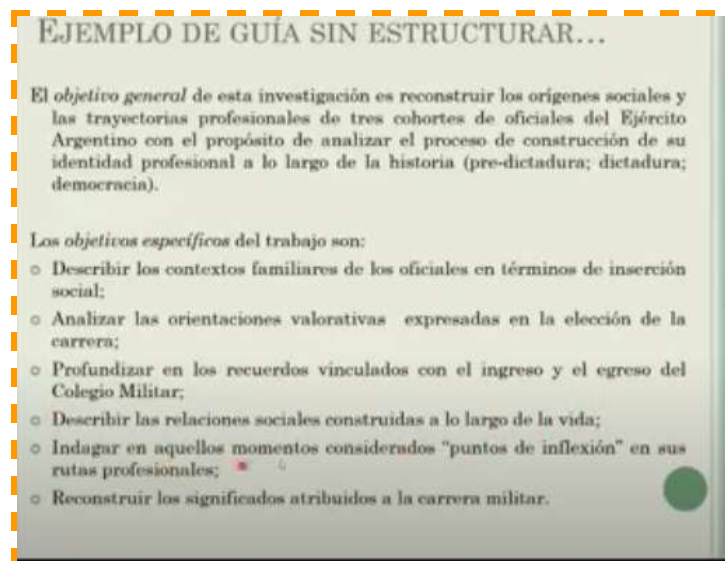 EJEMPLO DE GUÍA SIN ESTRUCTURAR...
El objetivo general de esta investigación es reconstruir los orígenes sociales y
las trayectorias profesionales de tres cohortes de oficiales del Ejército
Argentino con el propósito de analizar el proceso de construcción de su
identidad profesional a lo largo de la historia (pre-dictadura; dictadura;
democracia).
Los objetivos específicos del trabajo son:
o Describir los contextos familiares de los oficiales en términos de inserción
social;
o Analizar las orientaciones valorativas expresadas en la elección de la
carrera;
o Profundizar en los recuerdos vinculados con el ingreso y el egreso del
Colegio Militar;
o Describir las relaciones sociales construidas a lo largo de la vida;
o Indagar en aquellos momentos considerados "puntos de inflexión" en sus
rutas profesionales;
o Reconstruir los significados atribuidos a la carrera militar.